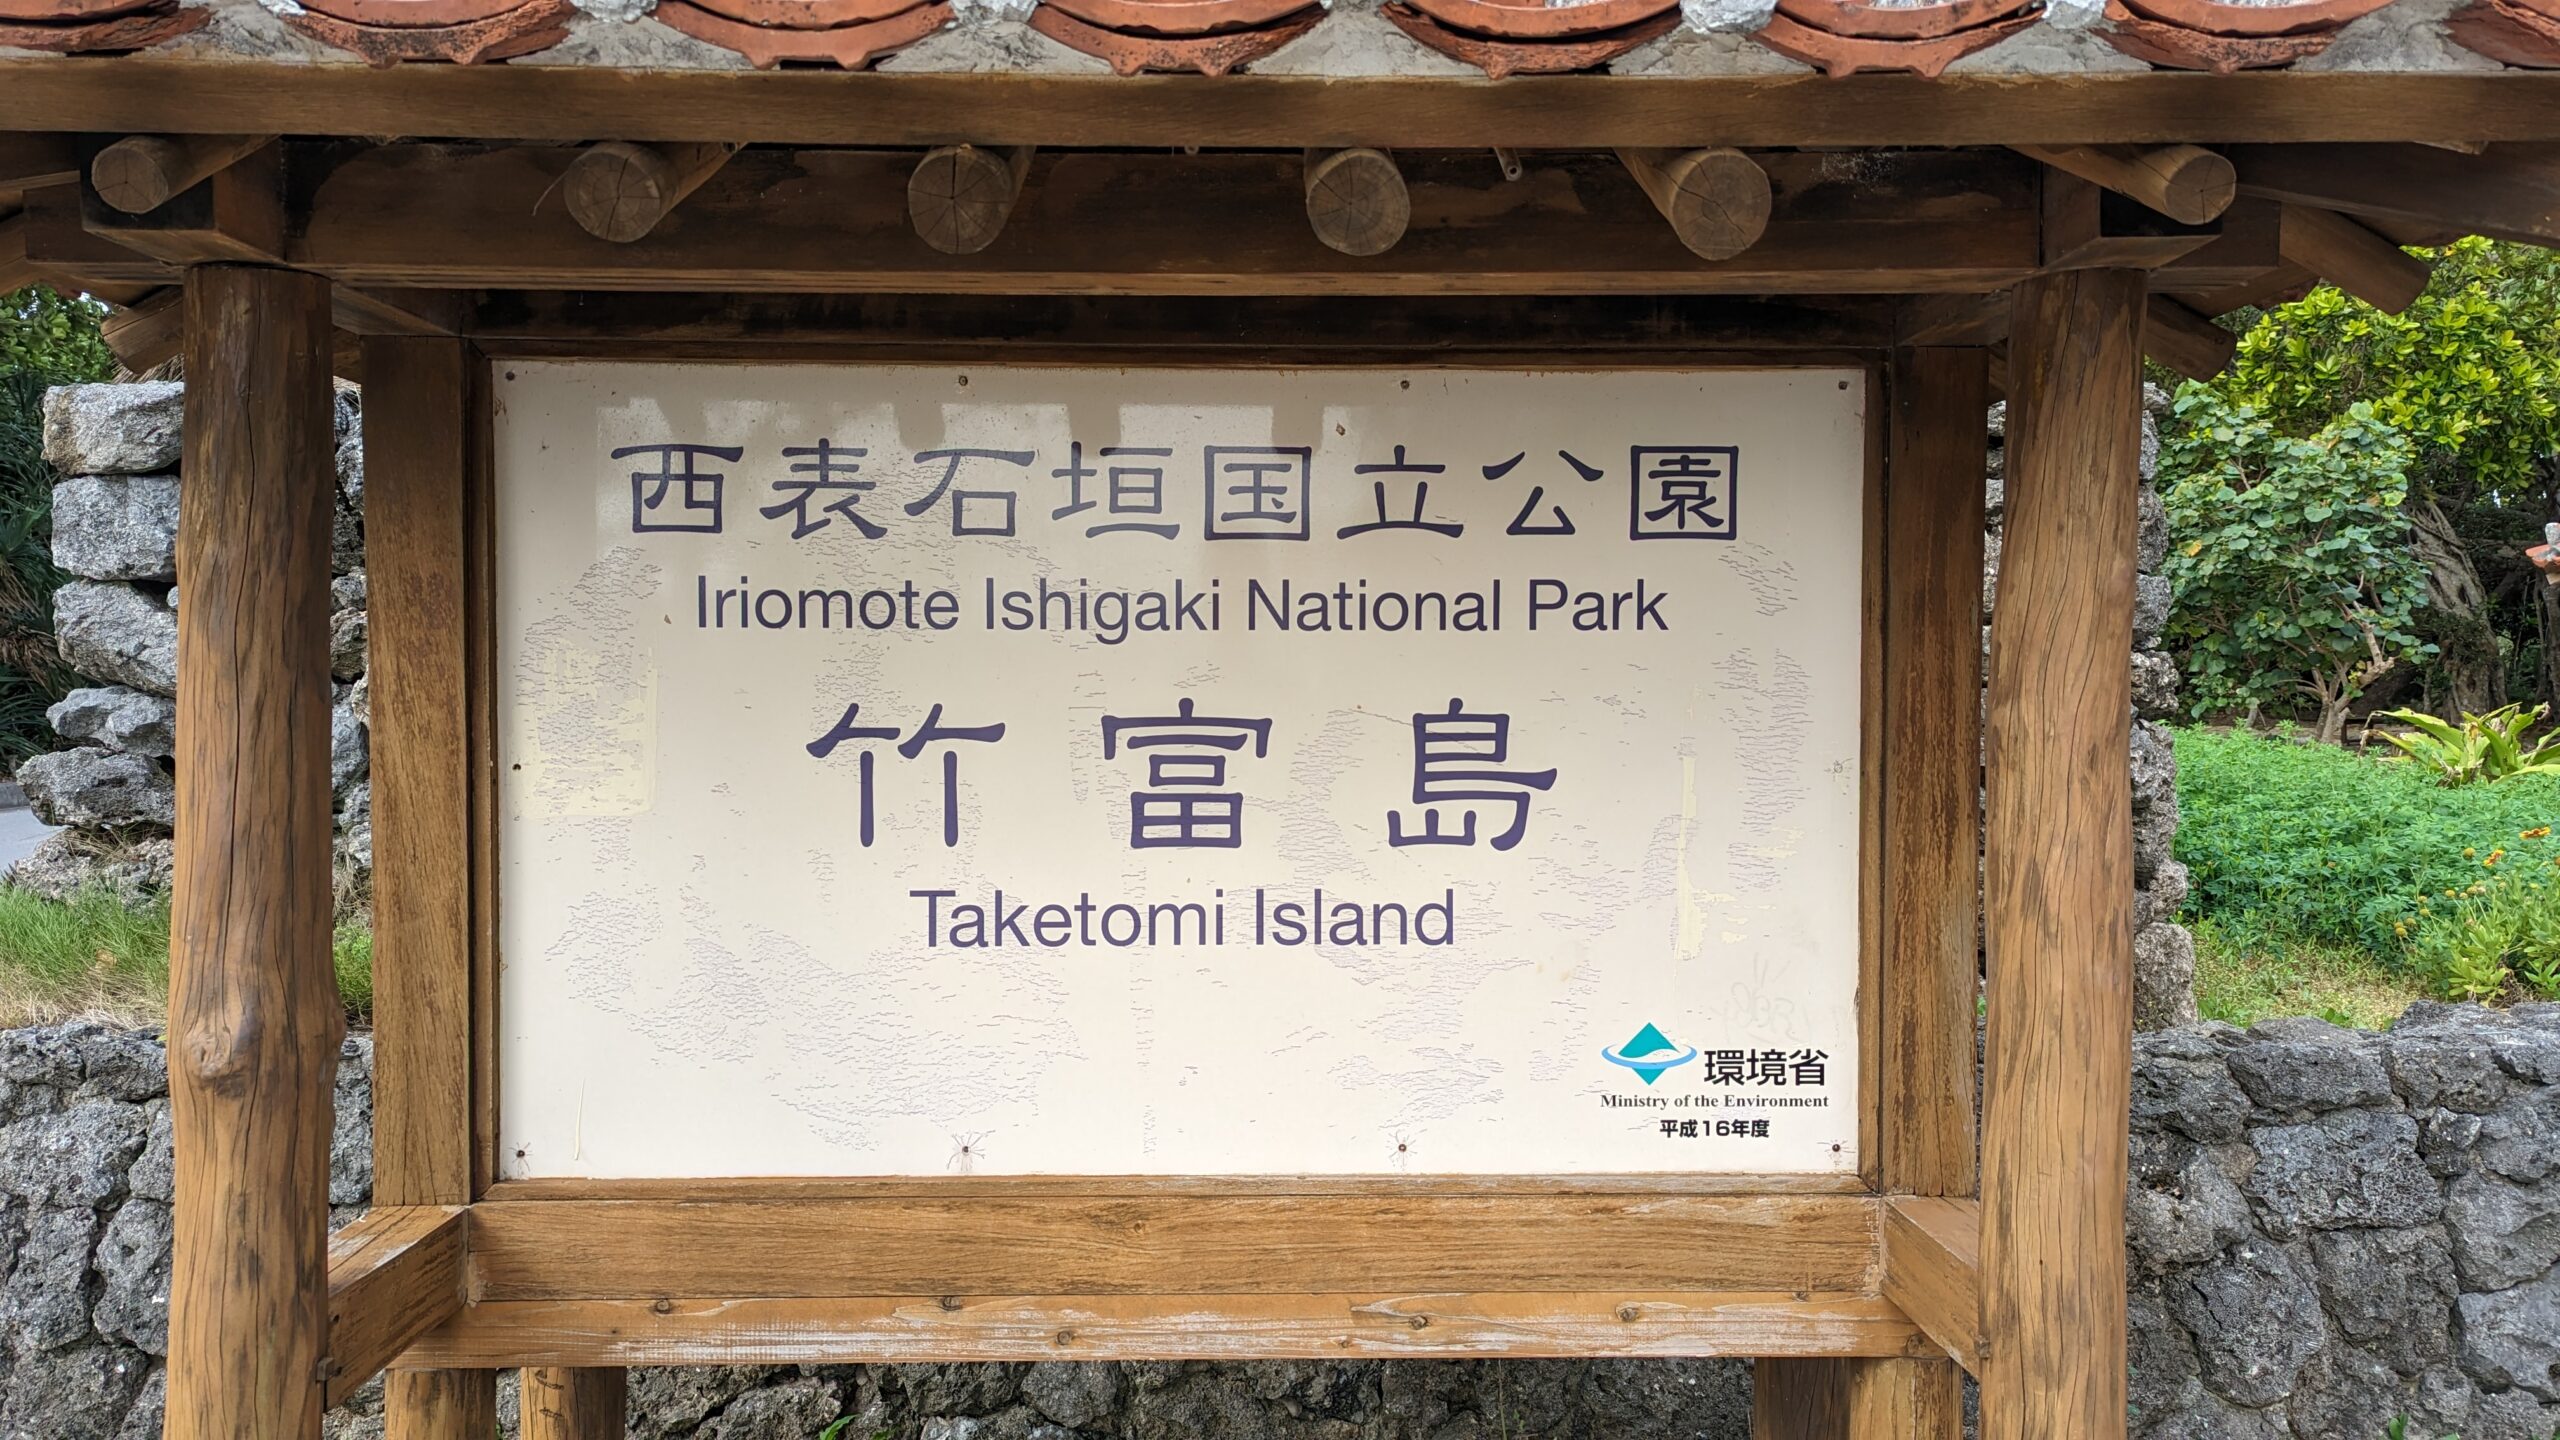 西表石垣国立公園
Iriomote Ishigaki National Park
竹富島
Taketomi Island
環境省
Ministry of the Environment
平成16年度